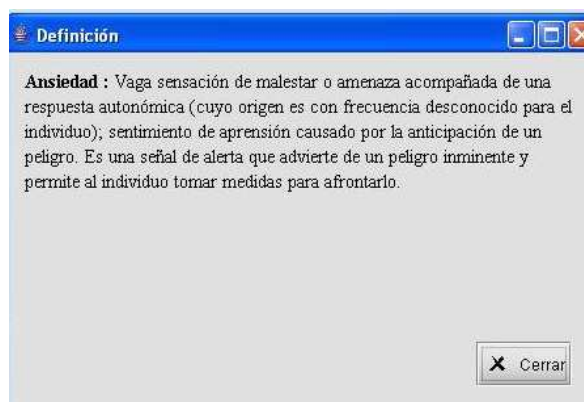 Definición
Ansiedad : Vaga sensación de malestar o amenaza acompañada de una
respuesta autonómica (cuyo origen es con frecuencia desconocido para el
individuo); sentimiento de aprensión causado por la anticipación de un
peligro. Es una señal de alerta que advierte de un peligro inminente y
permite al individuo tomar medidas para afrontarlo.
Cerrar